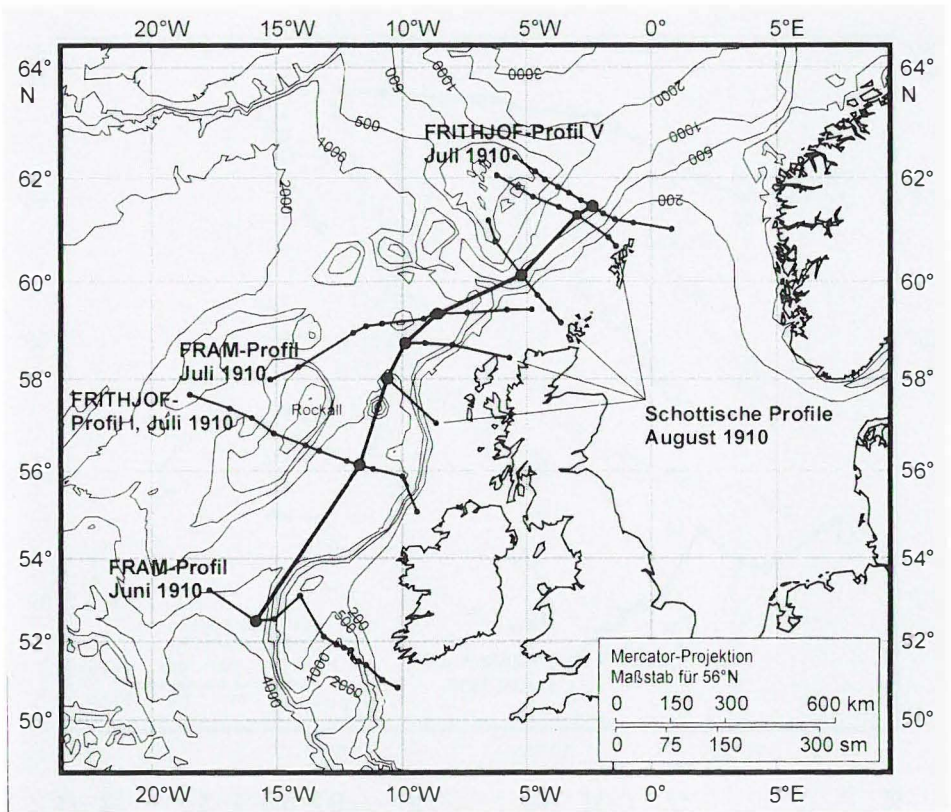 20°W 15°W 10°W 5°W 0° 5°E
64° 64°
N N
3000
1000
600
2000
1000
600
600
1000
FRITHJOF-Profil V
Juli 1910
62° 62°
2000
200
60° 60°
FRAM-Profil
Juli 1910
58° 58°
FRITHJOF-
Profil I, Juli 1910
Rockall
Schottische Profile
August 1910
56° 56°
54° 54°
FRAM-Profil
Juni 1910
52° 52°
200
500
1000
2000
4000
50° 50°
Mercator-Projektion
Maßstab für 56°N
0 150 300 600 km
0 75 150 300 sm
20°W 15°W 10°W 5°W 0° 5°E